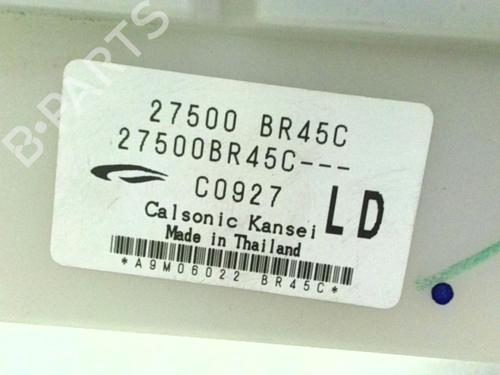 B-PARTS
27500 BR45C
27500BR45C---
C0927
LD
Calsonic Kansei
Made in Thailand
*A9M06022 BR45C*